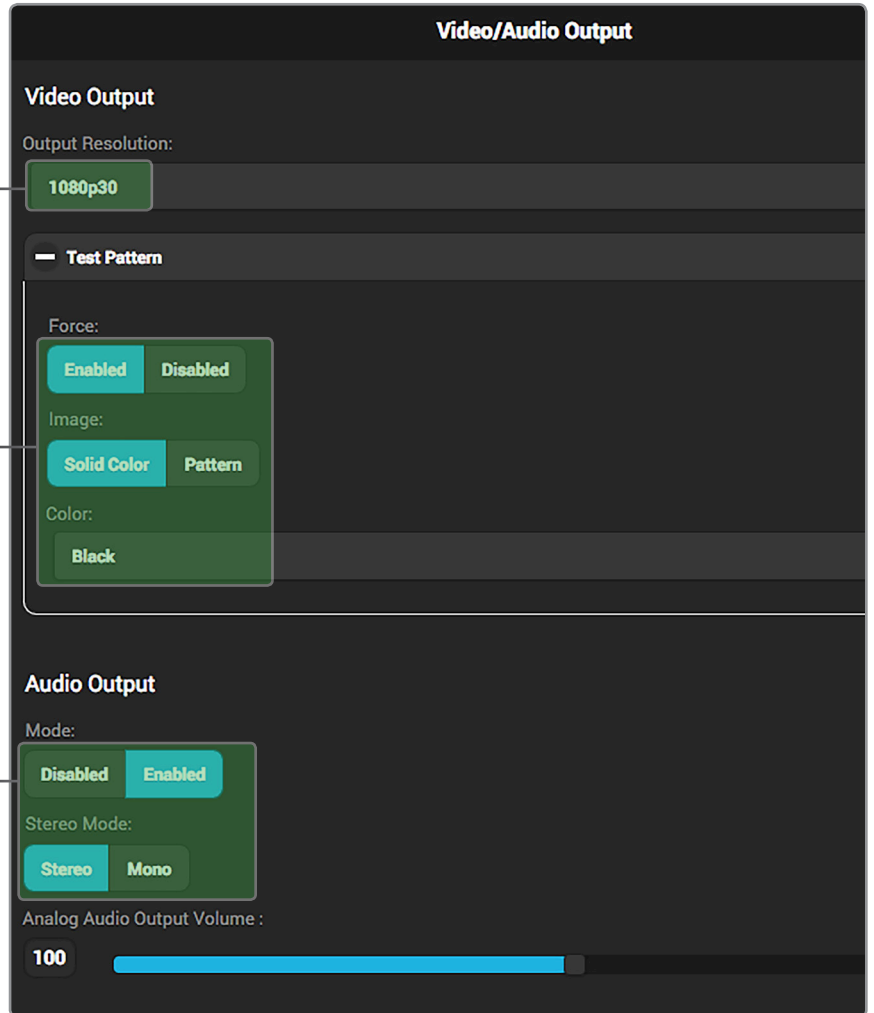 Video/Audio Output
Video Output
Output Resolution:
1080p30
Test Pattern
Force:
Enabled Disabled
Image:
Solid Color Pattern
Color:
Black
Audio Output
Mode:
Disabled Enabled
Stereo Mode:
Stereo Mono
Analog Audio Output Volume :
100